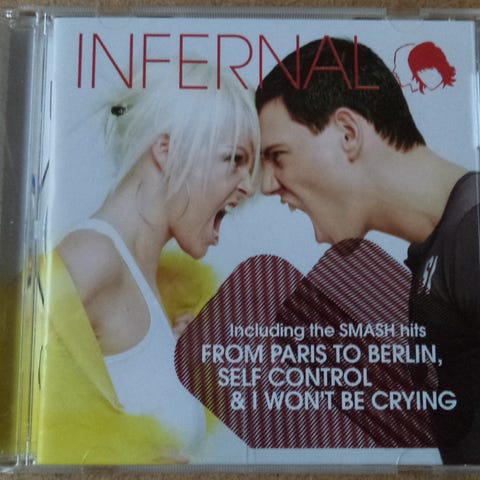 INFERNAL
Including the SMASH hits
FROM PARIS TO BERLIN,
SELF CONTROL
& I WON'T BE CRYING